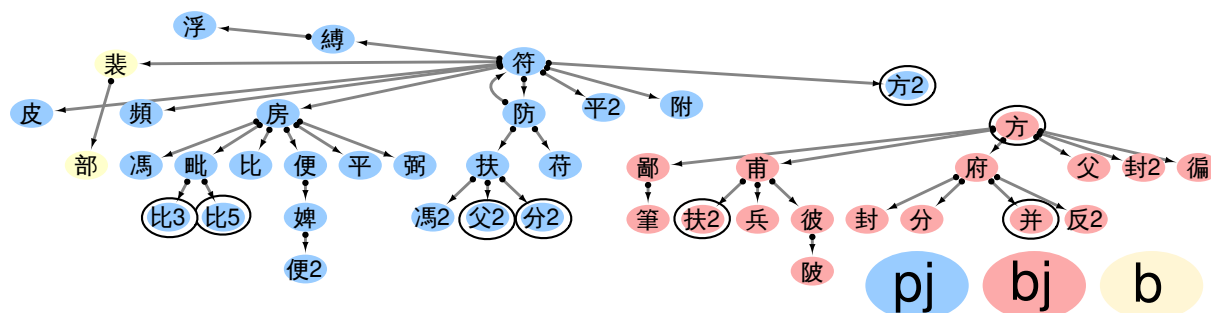 浮 縛
裴 符 方2
皮 頻 房 防 平2 附 方
部 馮 毗 比 便 平 弼 扶 苻 鄙 甫 府 父 封2 徧
比3 比5 婢 馮2 父2 分2 筆 扶2 兵 彼 封 分 并 反2
便2 陂
pj bj b